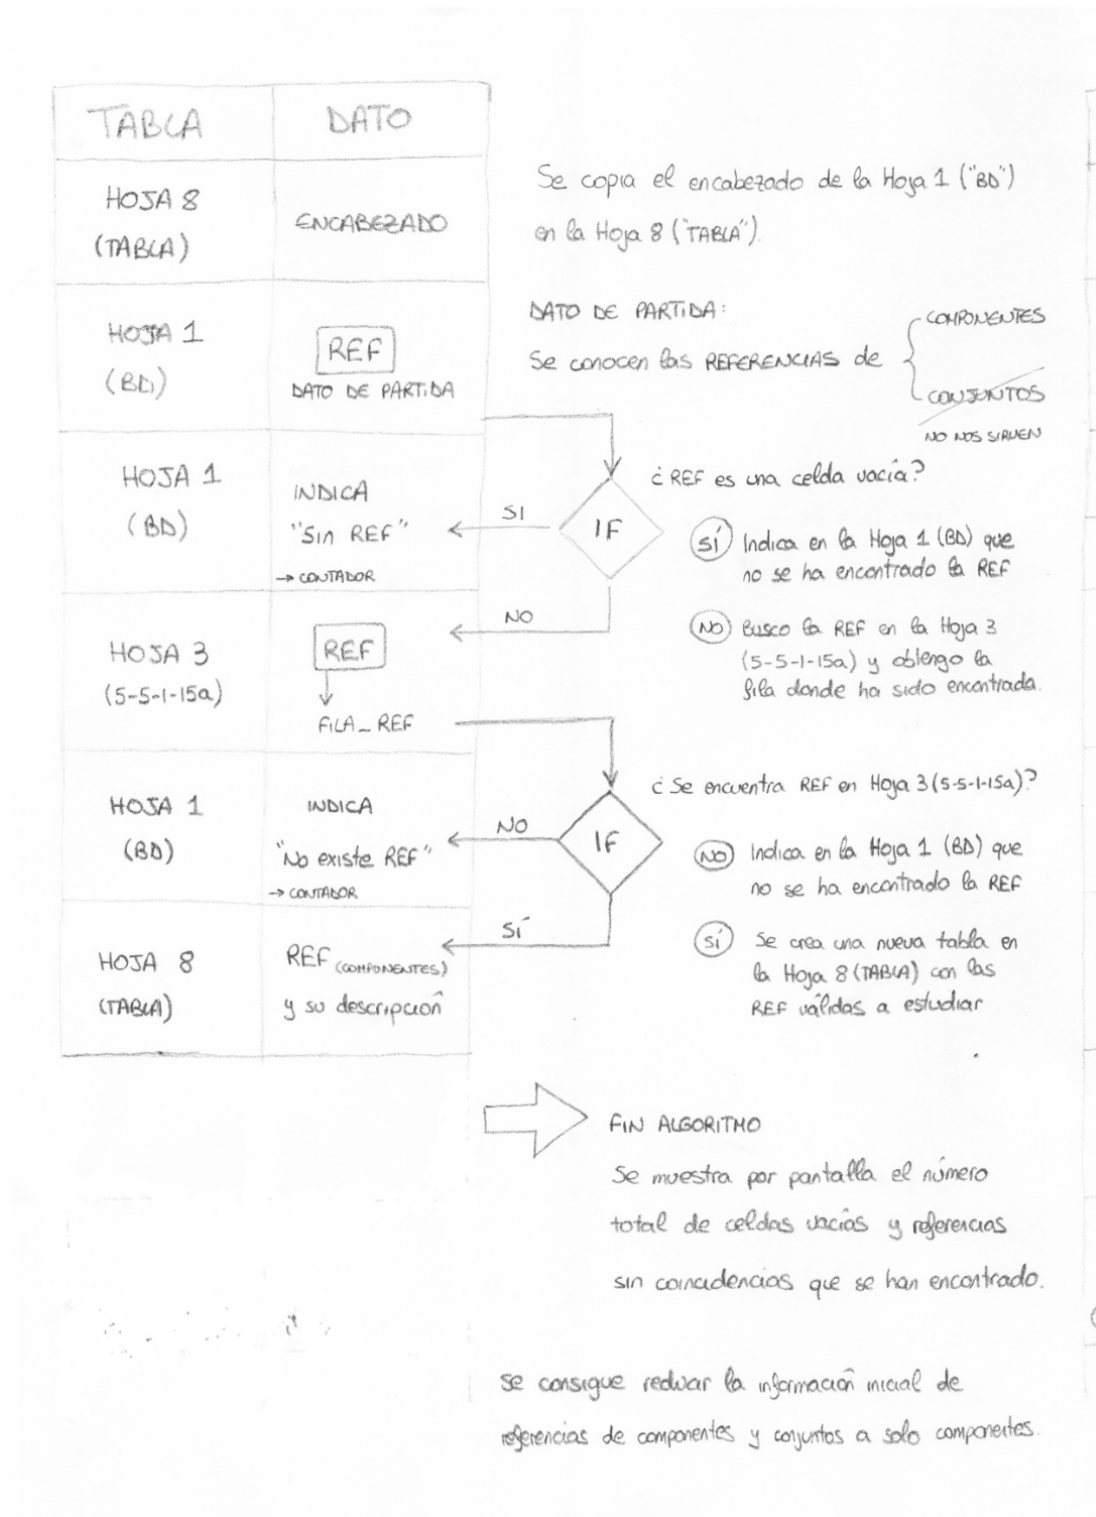 TABLA DATO
HOJA 8
(TABLA)
ENCABEZADO
Se copia el encabezado de la Hoja 1 ("BD")
en la Hoja 8 ("TABLA").
HOJA 1
(BD)
REF
DATO DE PARTIDA
DATO DE PARTIDA:
Se conocen las REFERENCIAS de
COMPONENTES
CONJUNTOS
NO NOS SIRVEN
HOJA 1
(BD)
INDICA
"Sin REF"
→ CONTADOR
SI
IF
¿ REF es una celda vacía?
SÍ Indica en la Hoja 1 (BD) que
no se ha encontrado la REF
NO
NO Busco la REF en la Hoja 3
(5-5-1-15a) y obtengo la
fila donde ha sido encontrada.
HOJA 3
(5-5-1-15a)
REF
FILA_REF
¿ Se encuentra REF en Hoja 3 (5-5-1-15a)?
HOJA 1
(BD)
INDICA
"No existe REF"
→ CONTADOR
NO
IF
NO Indica en la Hoja 1 (BD) que
no se ha encontrado la REF
SÍ
SÍ Se crea una nueva tabla en
la Hoja 8 (TABLA) con las
REF válidas a estudiar
HOJA 8
(TABLA)
REF (COMPONENTES)
y su descripción
FIN ALGORITMO
Se muestra por pantalla el número
total de celdas vacías y referencias
sin coincidencias que se han encontrado.
Se consigue reducir la información inicial de
referencias de componentes y conjuntos a solo componentes.